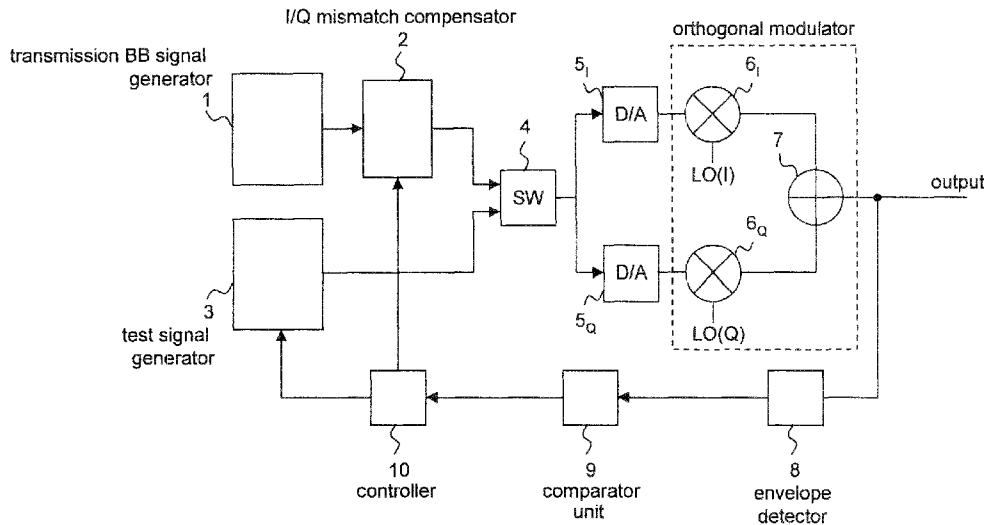 I/Q mismatch compensator
2
transmission BB signal
generator
1
orthogonal modulator
5I
D/A
6I
LO(I)
4
SW
7
output
3
test signal
generator
D/A
5Q
6Q
LO(Q)
10
controller
9
comparator
unit
8
envelope
detector